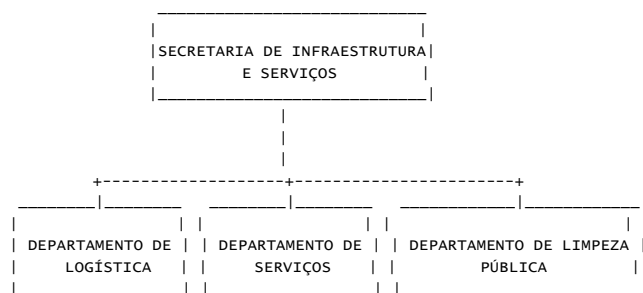 SECRETARIA DE INFRAESTRUTURA
E SERVIÇOS
DEPARTAMENTO DE
LOGÍSTICA
DEPARTAMENTO DE
SERVIÇOS
DEPARTAMENTO DE LIMPEZA
PÚBLICA